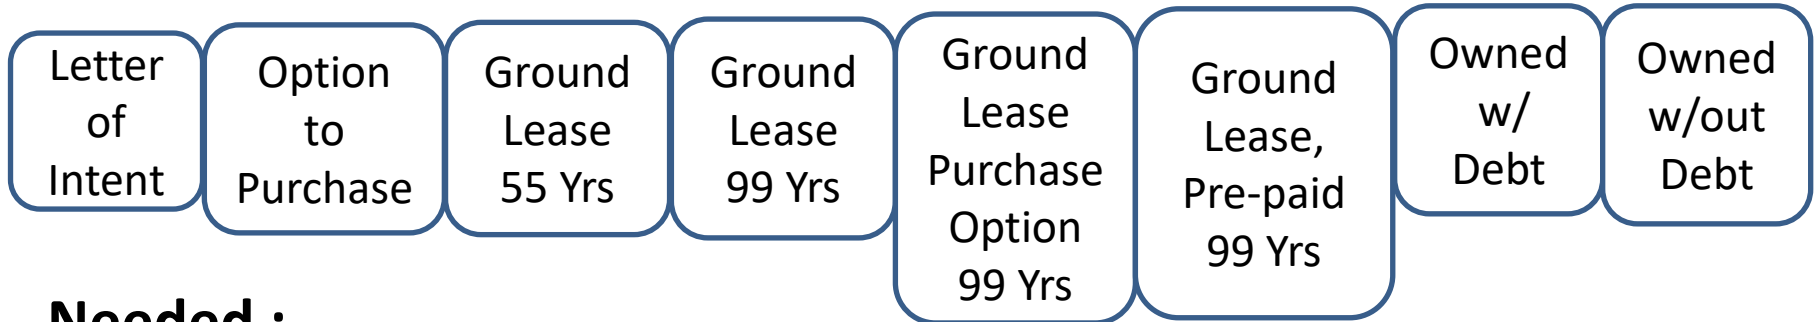 Letter
of
Intent
Option
to
Purchase
Ground
Lease
55 Yrs
Ground
Lease
99 Yrs
Ground
Lease
Purchase
Option
99 Yrs
Ground
Lease,
Pre-paid
99 Yrs
Owned
w/
Debt
Owned
w/out
Debt
Needed :